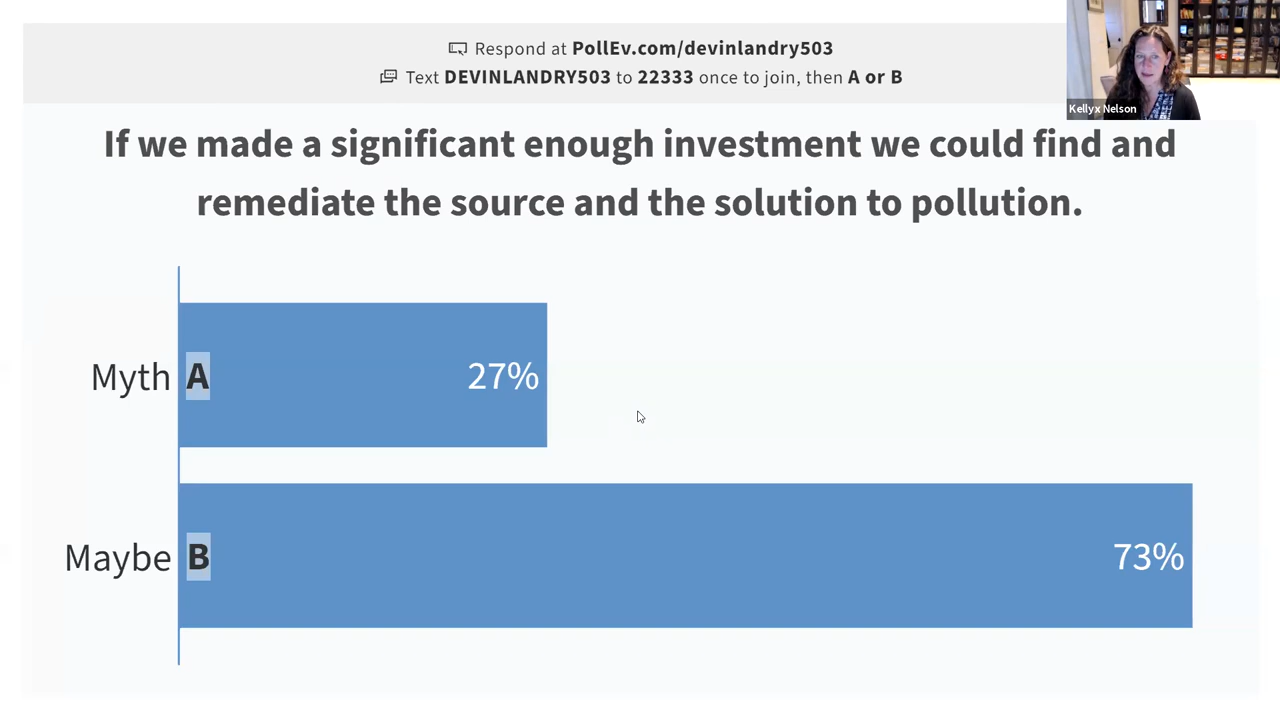 Respond at PollEv.com/devinlandry503
Text DEVINLANDRY503 to 22333 once to join, then A or B
Kellyx Nelson
If we made a significant enough investment we could find and
remediate the source and the solution to pollution.
Myth A 27%
Maybe B 73%